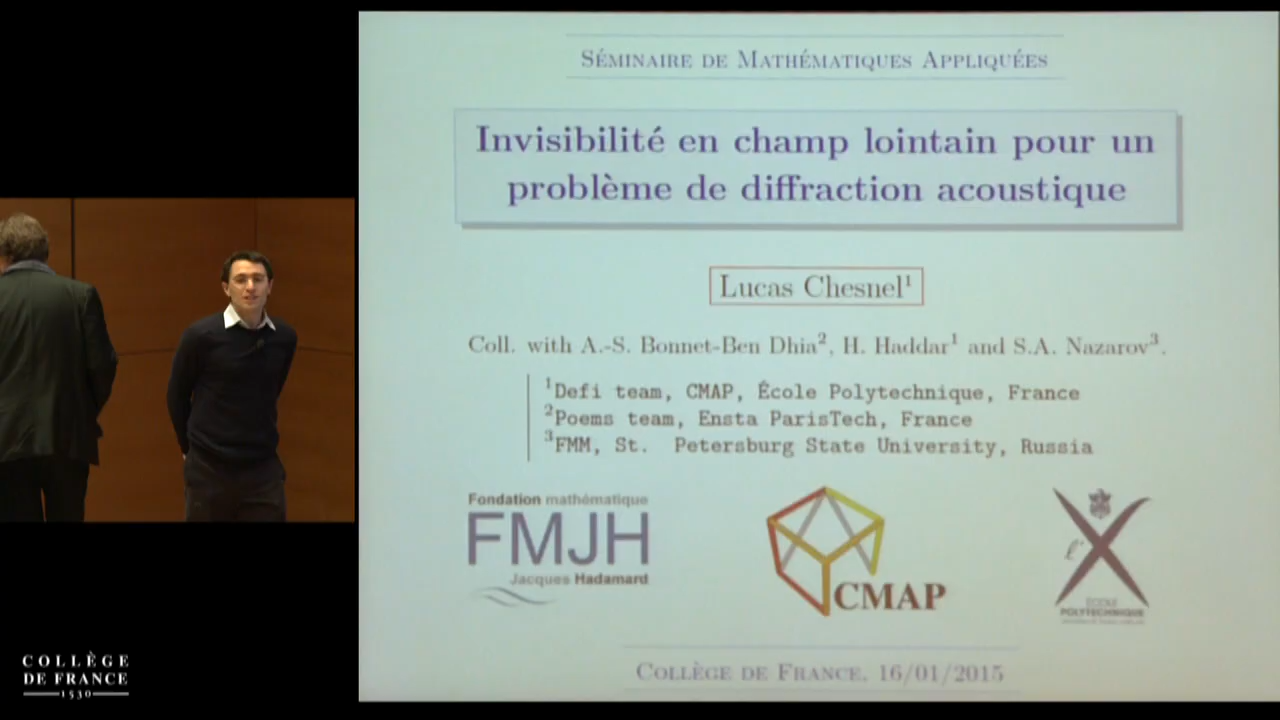 SÉMINAIRE DE MATHÉMATIQUES APPLIQUÉES
Invisibilité en champ lointain pour un
problème de diffraction acoustique
Lucas Chesnel¹
Coll. with A.-S. Bonnet-Ben Dhia², H. Haddar¹ and S.A. Nazarov³.
¹Defi team, CMAP, École Polytechnique, France
²Poems team, Ensta ParisTech, France
³FMM, St. Petersburg State University, Russia
Fondation mathématique
FMJH
Jacques Hadamard
CMAP
l'X
ÉCOLE
POLYTECHNIQUE
COLLÈGE DE FRANCE, 16/01/2015
COLLÈGE
DE FRANCE
1530